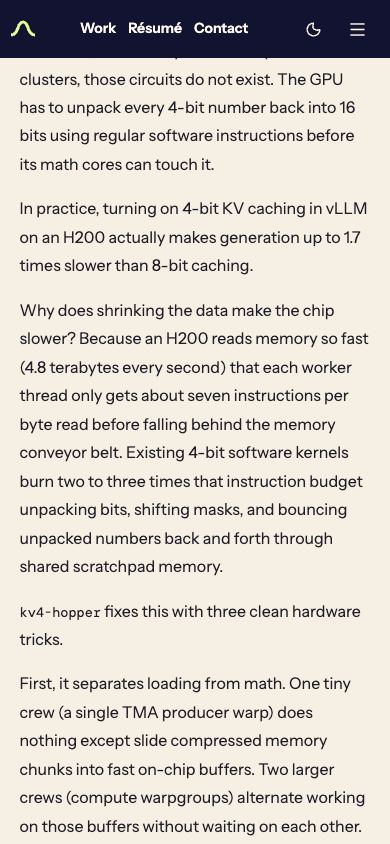 Work Résumé Contact
clusters, those circuits do not exist. The GPU
has to unpack every 4-bit number back into 16
bits using regular software instructions before
its math cores can touch it.
In practice, turning on 4-bit KV caching in vLLM
on an H200 actually makes generation up to 1.7
times slower than 8-bit caching.
Why does shrinking the data make the chip
slower? Because an H200 reads memory so fast
(4.8 terabytes every second) that each worker
thread only gets about seven instructions per
byte read before falling behind the memory
conveyor belt. Existing 4-bit software kernels
burn two to three times that instruction budget
unpacking bits, shifting masks, and bouncing
unpacked numbers back and forth through
shared scratchpad memory.
kv4-hopper fixes this with three clean hardware
tricks.
First, it separates loading from math. One tiny
crew (a single TMA producer warp) does
nothing except slide compressed memory
chunks into fast on-chip buffers. Two larger
crews (compute warpgroups) alternate working
on those buffers without waiting on each other.